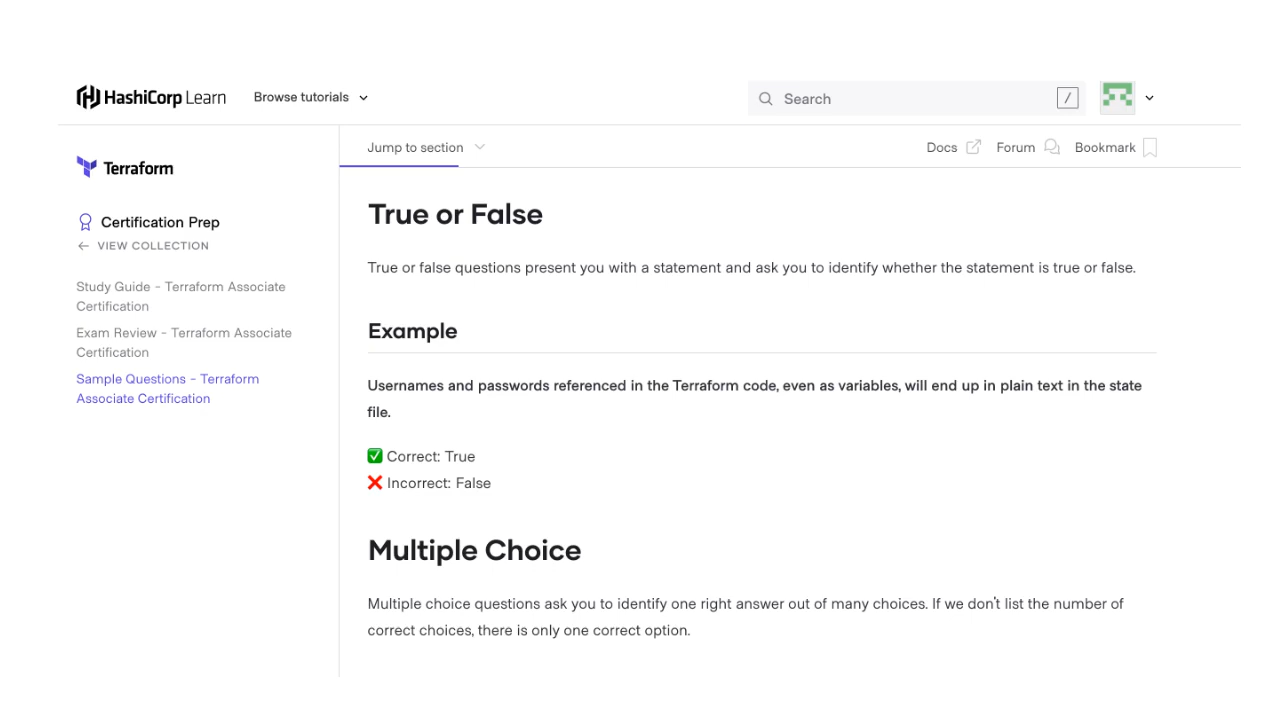 HashiCorp Learn
Browse tutorials
Search
/
Terraform
Certification Prep
← VIEW COLLECTION
Study Guide - Terraform Associate
Certification
Exam Review - Terraform Associate
Certification
Sample Questions - Terraform
Associate Certification
Jump to section
Docs
Forum
Bookmark
True or False
True or false questions present you with a statement and ask you to identify whether the statement is true or false.
Example
Usernames and passwords referenced in the Terraform code, even as variables, will end up in plain text in the state
file.
✅ Correct: True
❌ Incorrect: False
Multiple Choice
Multiple choice questions ask you to identify one right answer out of many choices. If we don't list the number of
correct choices, there is only one correct option.